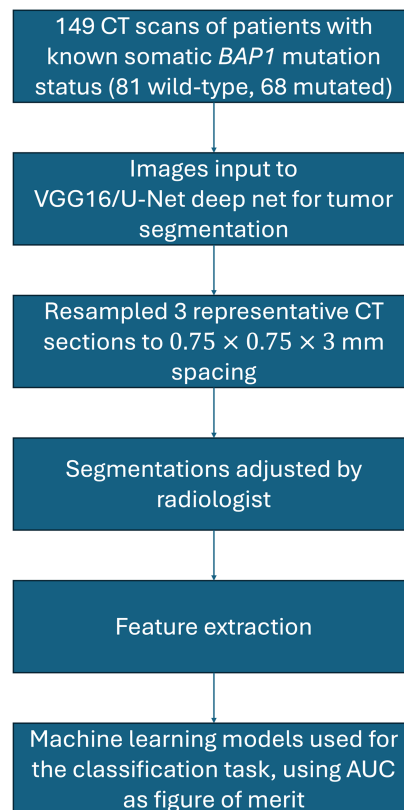 149 CT scans of patients with
known somatic BAP1 mutation
status (81 wild-type, 68 mutated)
Images input to
VGG16/U-Net deep net for tumor
segmentation
Resampled 3 representative CT
sections to 0.75 × 0.75 × 3 mm
spacing
Segmentations adjusted by
radiologist
Feature extraction
Machine learning models used for
the classification task, using AUC
as figure of merit